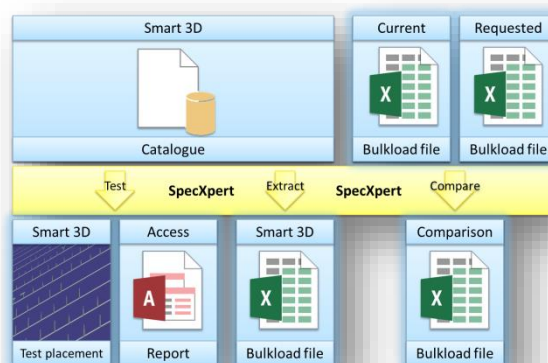 Smart 3D
Current
Requested
Catalogue
Bulkload file
Bulkload file
Test
SpecXpert
Extract
SpecXpert
Compare
Smart 3D
Access
Smart 3D
Comparison
Test placement
Report
Bulkload file
Bulkload file